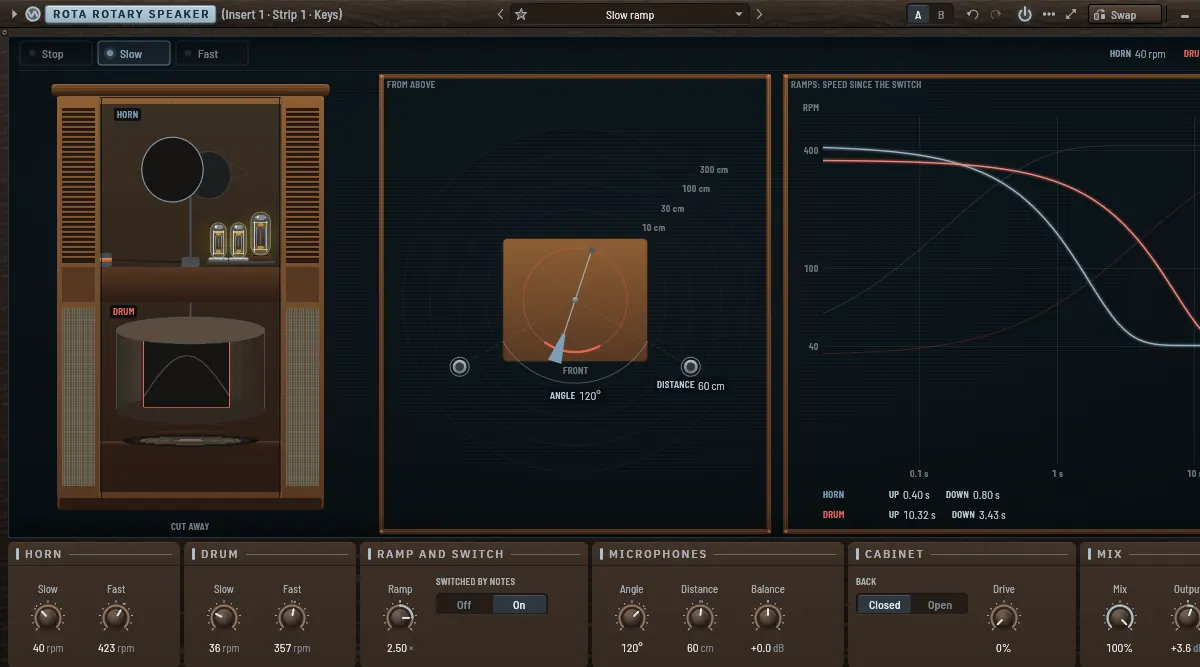 ROTA ROTARY SPEAKER (Insert 1 · Strip 1 · Keys) Slow ramp A B Swap
Stop Slow Fast HORN 40 rpm DRU
HORN
DRUM
CUT AWAY
FROM ABOVE
300 cm
100 cm
30 cm
10 cm
FRONT
ANGLE 120°
DISTANCE 60 cm
RAMPS: SPEED SINCE THE SWITCH
RPM
400
100
40
0.1 s 1 s 10
HORN UP 0.40 s DOWN 0.80 s
DRUM UP 10.32 s DOWN 3.43 s
HORN
Slow Fast
40 rpm 423 rpm
DRUM
Slow Fast
36 rpm 357 rpm
RAMP AND SWITCH
Ramp SWITCHED BY NOTES
Off On
2.50 ×
MICROPHONES
Angle Distance Balance
120° 60 cm +0.0 dB
CABINET
BACK
Closed Open
Drive
0%
MIX
Mix Outpu
100% +3.6 d